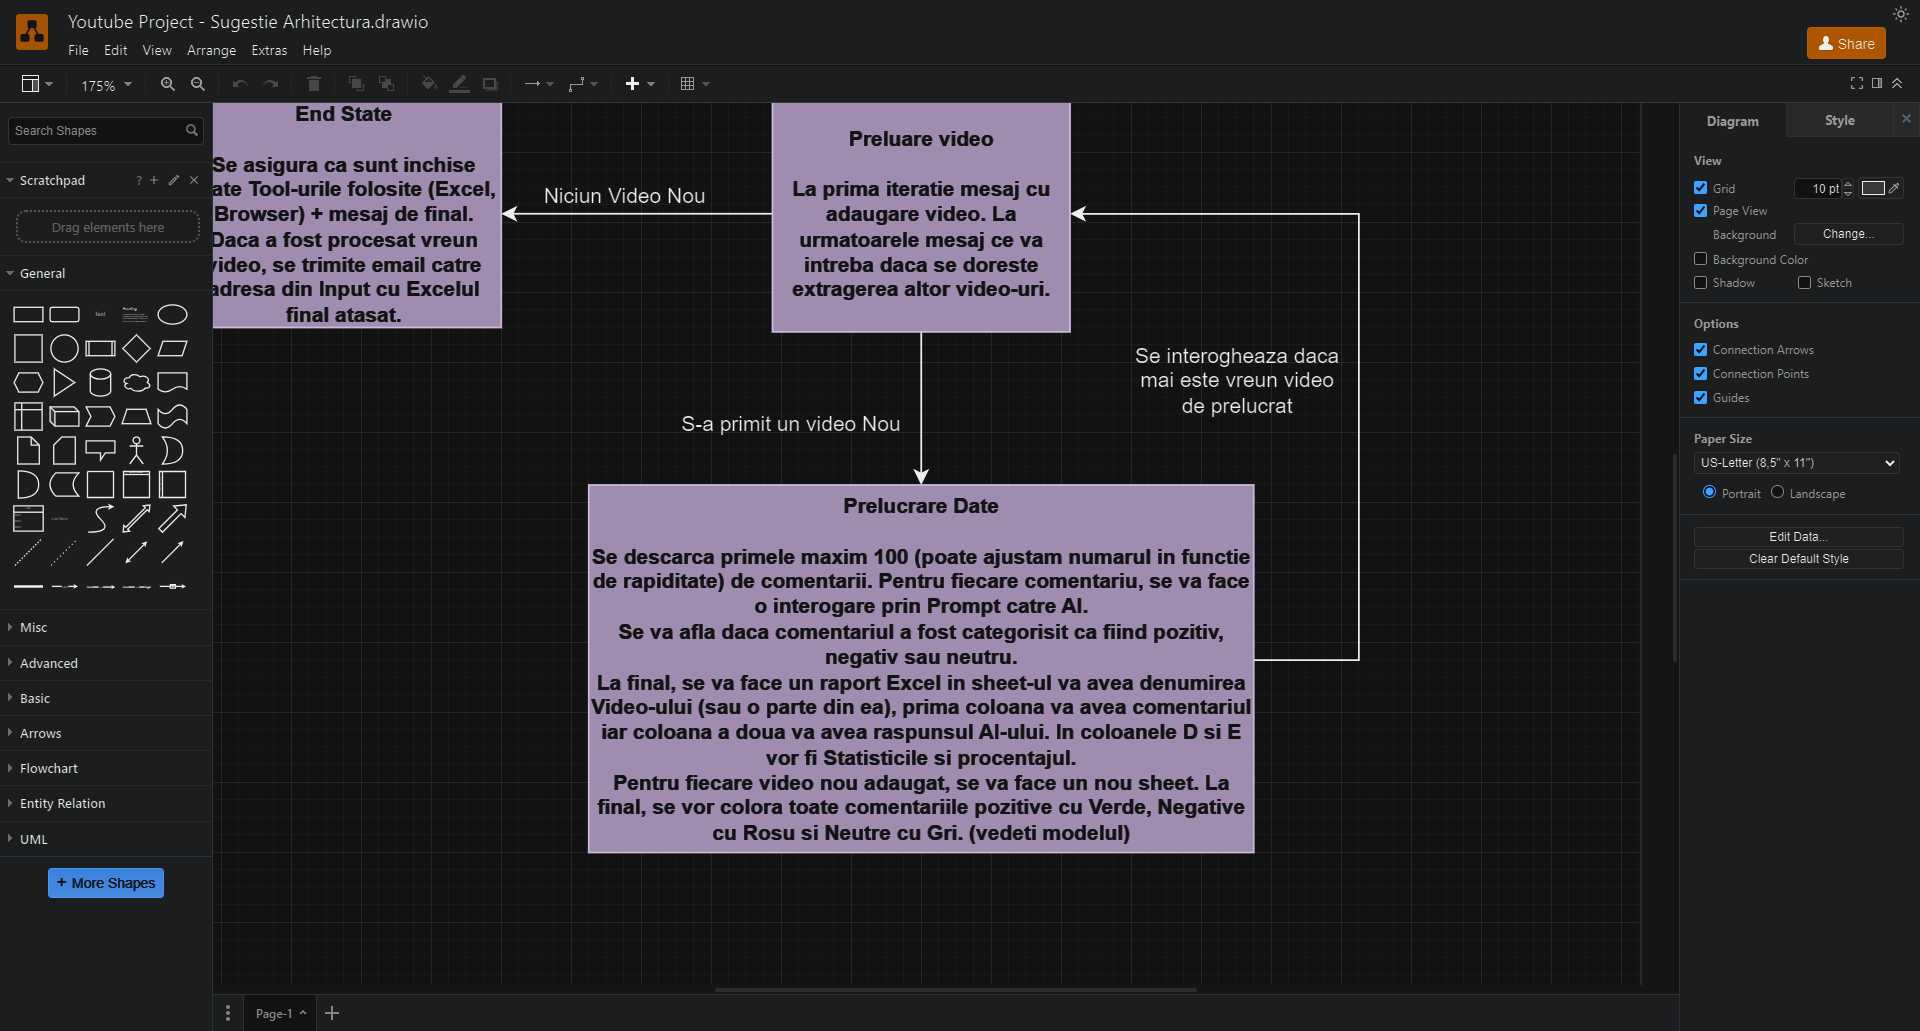 Youtube Project - Sugestie Arhitectura.drawio
File Edit View Arrange Extras Help
Share
175%
Search Shapes
Scratchpad
?
Drag elements here
General
Text
Heading
Misc
Advanced
Basic
Arrows
Flowchart
Entity Relation
UML
+ More Shapes
End State
Se asigura ca sunt inchise
ate Tool-urile folosite (Excel,
Browser) + mesaj de final.
Daca a fost procesat vreun
video, se trimite email catre
adresa din Input cu Excelul
final atasat.
Niciun Video Nou
Preluare video
La prima iteratie mesaj cu
adaugare video. La
urmatoarele mesaj ce va
intreba daca se doreste
extragerea altor video-uri.
Se interogheaza daca
mai este vreun video
de prelucrat
S-a primit un video Nou
Prelucrare Date
Se descarca primele maxim 100 (poate ajustam numarul in functie
de rapiditate) de comentarii. Pentru fiecare comentariu, se va face
o interogare prin Prompt catre AI.
Se va afla daca comentariul a fost categorisit ca fiind pozitiv,
negativ sau neutru.
La final, se va face un raport Excel in sheet-ul va avea denumirea
Video-ului (sau o parte din ea), prima coloana va avea comentariul
iar coloana a doua va avea raspunsul AI-ului. In coloanele D si E
vor fi Statisticile si procentajul.
Pentru fiecare video nou adaugat, se va face un nou sheet. La
final, se vor colora toate comentariile pozitive cu Verde, Negative
cu Rosu si Neutre cu Gri. (vedeti modelul)
Page-1
Diagram Style
View
Grid 10 pt
Page View
Background Change...
Background Color
Shadow Sketch
Options
Connection Arrows
Connection Points
Guides
Paper Size
US-Letter (8,5" x 11")
Portrait Landscape
Edit Data...
Clear Default Style